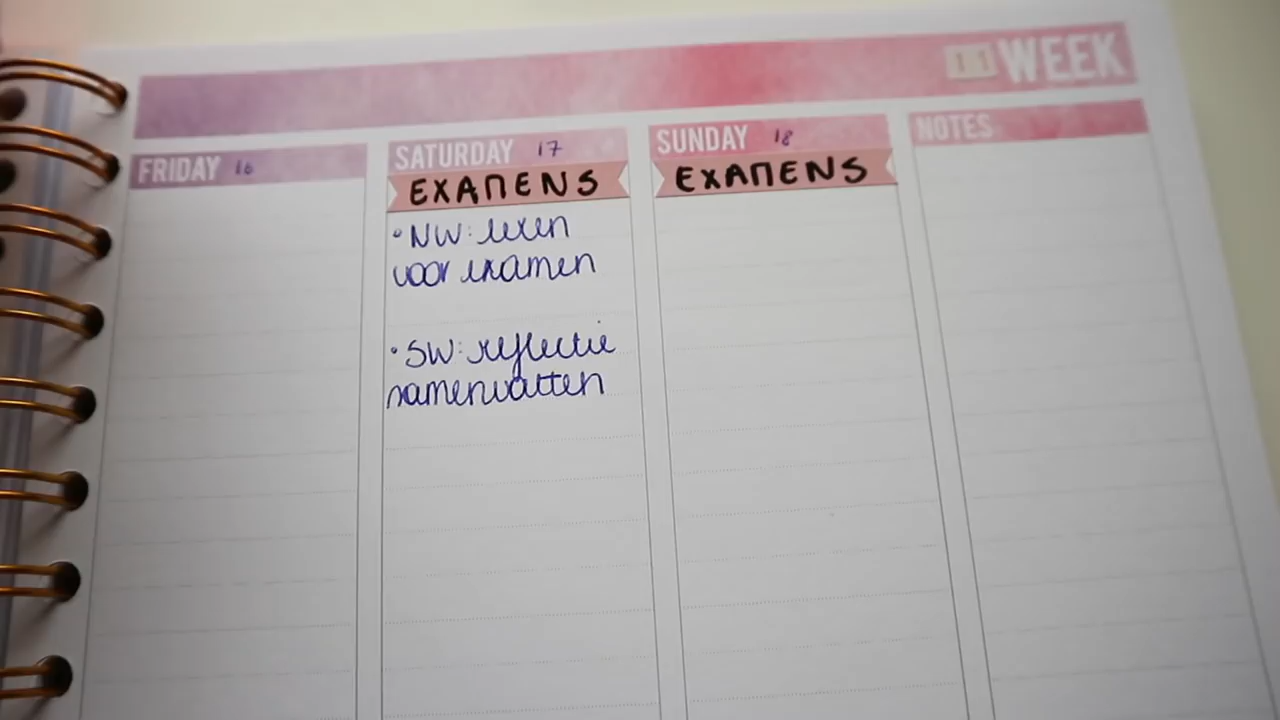 11 WEEK
FRIDAY 16
SATURDAY 17
EXAMENS
• NW: leren
voor examen
• SW: reflectie
samenvatten
SUNDAY 18
EXAMENS
NOTES